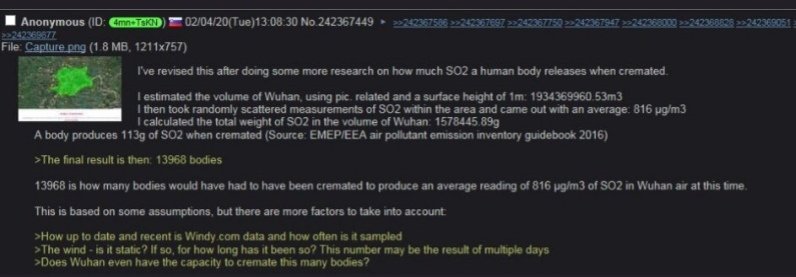 Anonymous (ID: 4mn+TsKN) 02/04/20(Tue)13:08:30 No.242367449 ▸ >>242367586 >>242367697 >>242367750 >>242367947 >>242368000 >>242368828 >>242369051
>>242369677
File: Capture.png (1.8 MB, 1211x757)
I've revised this after doing some more research on how much SO2 a human body releases when cremated.
I estimated the volume of Wuhan, using pic. related and a surface height of 1m: 1934369960.53m3
I then took randomly scattered measurements of SO2 within the area and came out with an average: 816 µg/m3
I calculated the total weight of SO2 in the volume of Wuhan: 1578445.89g
A body produces 113g of SO2 when cremated (Source: EMEP/EEA air pollutant emission inventory guidebook 2016)
>The final result is then: 13968 bodies
13968 is how many bodies would have had to have been cremated to produce an average reading of 816 µg/m3 of SO2 in Wuhan air at this time.
This is based on some assumptions, but there are more factors to take into account:
>How up to date and recent is Windy.com data and how often is it sampled
>The wind - is it static? If so, for how long has it been so? This number may be the result of multiple days
>Does Wuhan even have the capacity to cremate this many bodies?